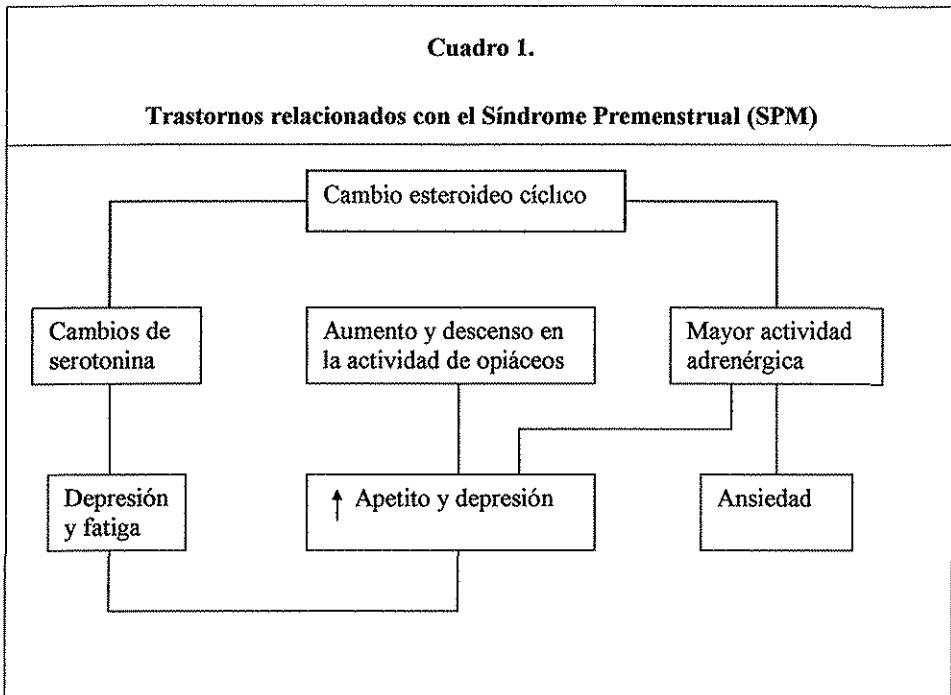 Cuadro 1.
Trastornos relacionados con el Síndrome Premenstrual (SPM)
Cambio esteroideo cíclico
Cambios de
serotonina
Aumento y descenso en
la actividad de opiáceos
Mayor actividad
adrenérgica
Depresión
y fatiga
↑ Apetito y depresión
Ansiedad